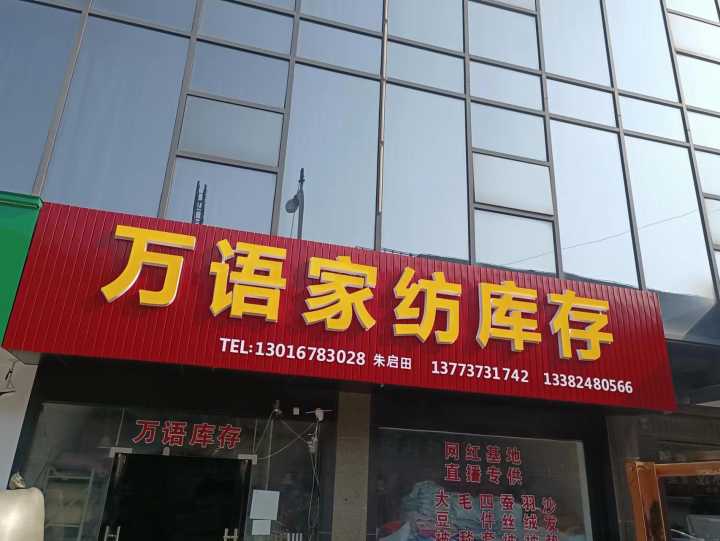 万语家纺库存
TEL:13016783028 朱启田 13773731742 13382480566
万语库存
网红基地
直播专供
大毛四蚕羽沙
豆 件丝绒发